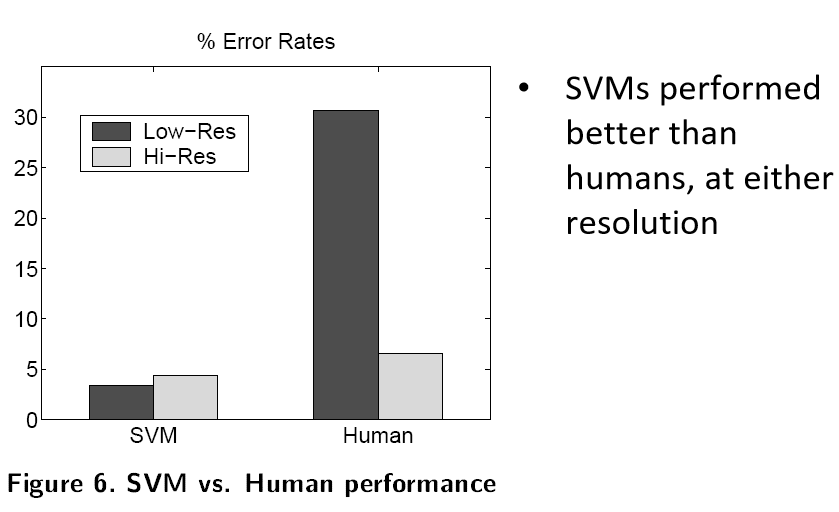 % Error Rates
30
25
20
15
10
5
0
Low-Res
Hi-Res
SVM
Human
Figure 6. SVM vs. Human performance
• SVMs performed
better than
humans, at either
resolution